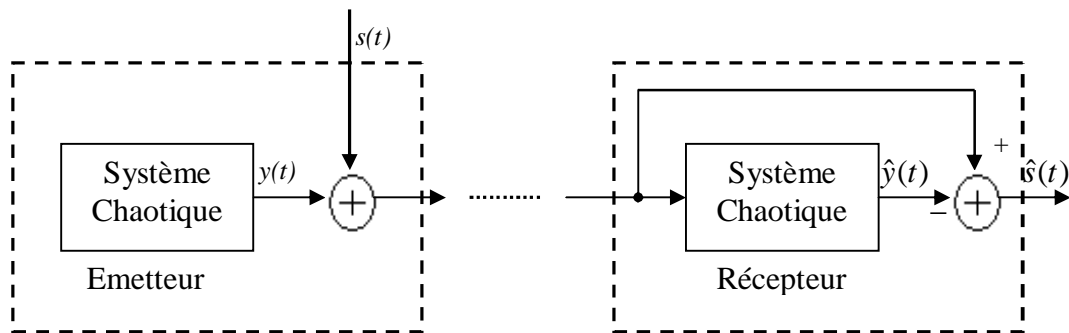 s(t)
Système
Chaotique
y(t)
+
Emetteur
Système
Chaotique
ŷ(t)
+
−
+
ŝ(t)
Récepteur